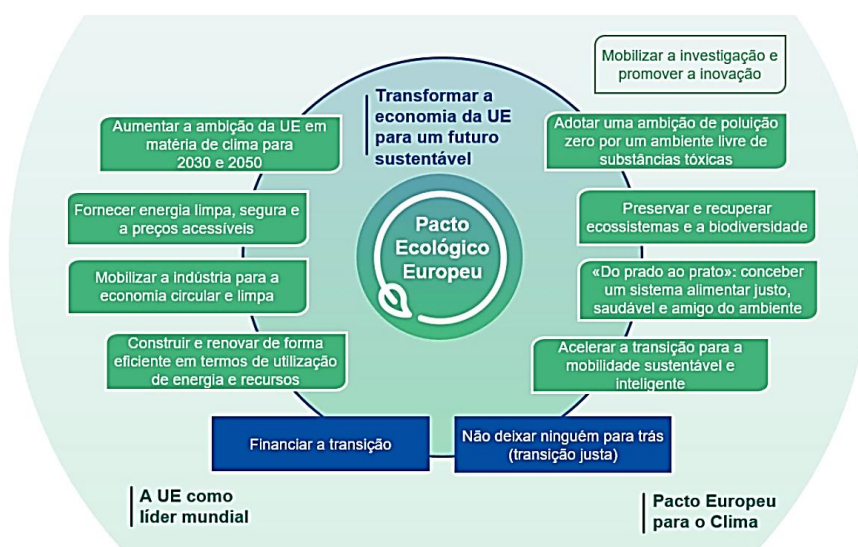 Mobilizar a investigação e
promover a inovação
Transformar a
economia da UE
para um futuro
sustentável
Aumentar a ambição da UE em
matéria de clima para
2030 e 2050
Adotar uma ambição de poluição
zero por um ambiente livre de
substâncias tóxicas
Fornecer energia limpa, segura e
a preços acessíveis
Pacto
Ecológico
Europeu
Preservar e recuperar
ecossistemas e a biodiversidade
Mobilizar a indústria para a
economia circular e limpa
«Do prado ao prato»: conceber
um sistema alimentar justo,
saudável e amigo do ambiente
Construir e renovar de forma
eficiente em termos de utilização
de energia e recursos
Acelerar a transição para a
mobilidade sustentável e
inteligente
Financiar a transição
Não deixar ninguém para trás
(transição justa)
A UE como
líder mundial
Pacto Europeu
para o Clima